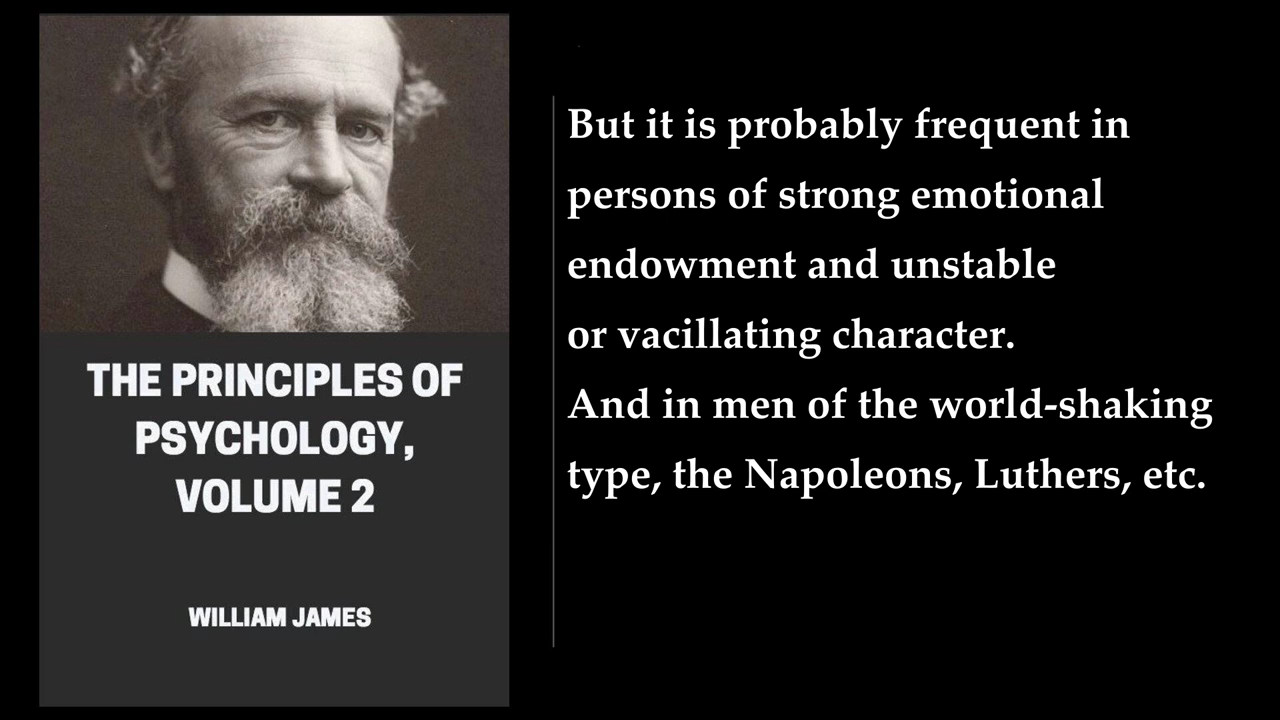 THE PRINCIPLES OF
PSYCHOLOGY,
VOLUME 2
WILLIAM JAMES
But it is probably frequent in
persons of strong emotional
endowment and unstable
or vacillating character.
And in men of the world-shaking
type, the Napoleons, Luthers, etc.